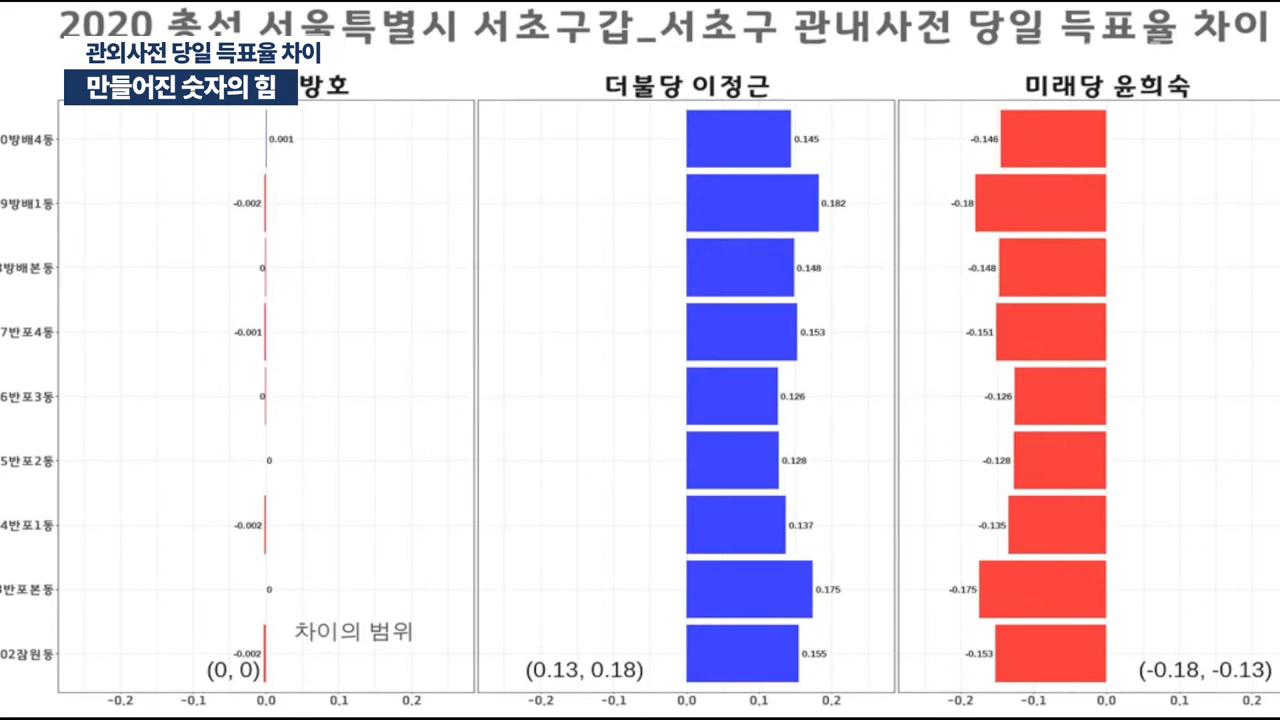 2020 총선 서울특별시 서초구갑_서초구 관내사전 당일 득표율 차이
관외사전 당일 득표율 차이
만들어진 숫자의 힘
방호
더불당 이정근
미래당 윤희숙
0방배4동
0.001
0.145
-0.146
9방배1동
-0.002
0.182
-0.18
방배본동
0
0.148
-0.148
7반포4동
-0.001
0.153
-0.151
6반포3동
0
0.126
-0.126
5반포2동
0
0.128
-0.128
4반포1동
-0.002
0.137
-0.135
반포본동
0
0.175
-0.175
차이의 범위
02잠원동
-0.002
0.155
-0.153
(0, 0)
(0.13, 0.18)
(-0.18, -0.13)
-0.2 -0.1 0.0 0.1 0.2
-0.2 -0.1 0.0 0.1 0.2
-0.2 -0.1 0.0 0.1 0.2